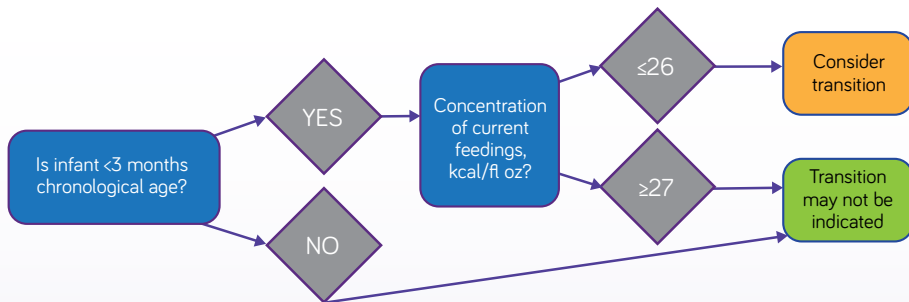 Is infant <3 months
chronological age?
YES
NO
Concentration
of current
feedings,
kcal/fl oz?
≤26
≥27
Consider
transition
Transition
may not be
indicated